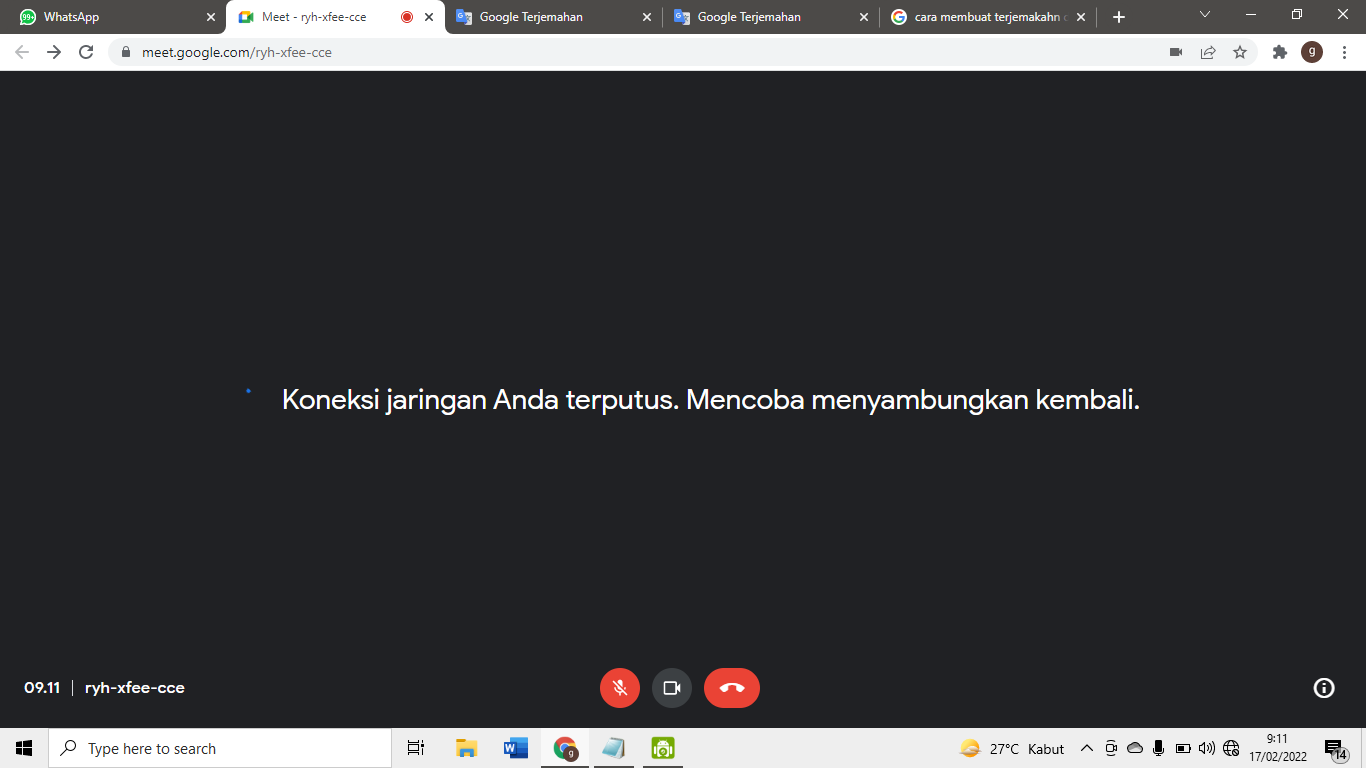 99+ WhatsApp
Meet - ryh-xfee-cce
Google Terjemahan
Google Terjemahan
cara membuat terjemakahn
meet.google.com/ryh-xfee-cce
g
Koneksi jaringan Anda terputus. Mencoba menyambungkan kembali.
09.11 | ryh-xfee-cce
Type here to search
g
27°C Kabut
9:11
17/02/2022
14